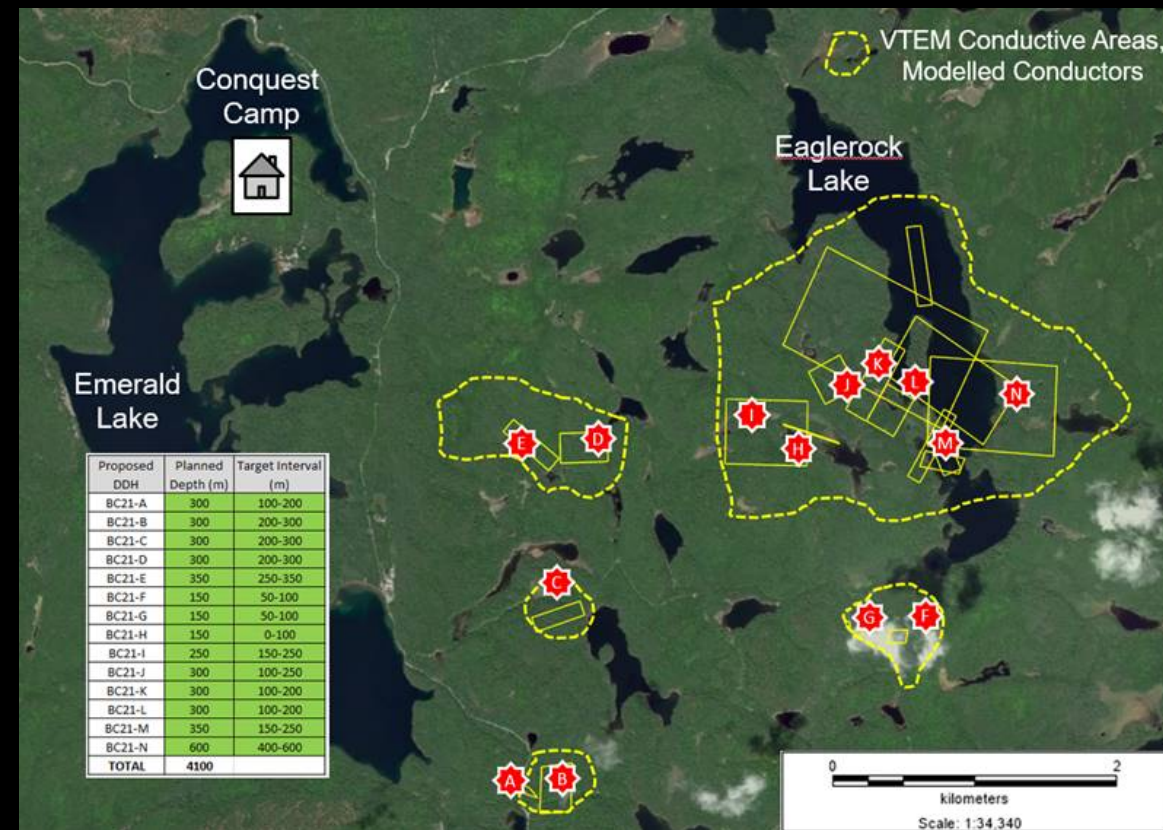 VTEM Conductive Areas,
Modelled Conductors
Conquest
Camp
Eaglerock
Lake
Emerald
Lake
K
J
L
N
I
H
M
E
D
C
G
F
A
B
Proposed DDH Planned Depth (m) Target Interval (m)
BC21-A 300 100-200
BC21-B 300 200-300
BC21-C 300 200-300
BC21-D 300 200-300
BC21-E 350 250-350
BC21-F 150 50-100
BC21-G 150 50-100
BC21-H 150 0-100
BC21-I 250 150-250
BC21-J 300 100-250
BC21-K 300 100-200
BC21-L 300 100-200
BC21-M 350 150-250
BC21-N 600 400-600
TOTAL 4100
0 2
kilometers
Scale: 1:34,340